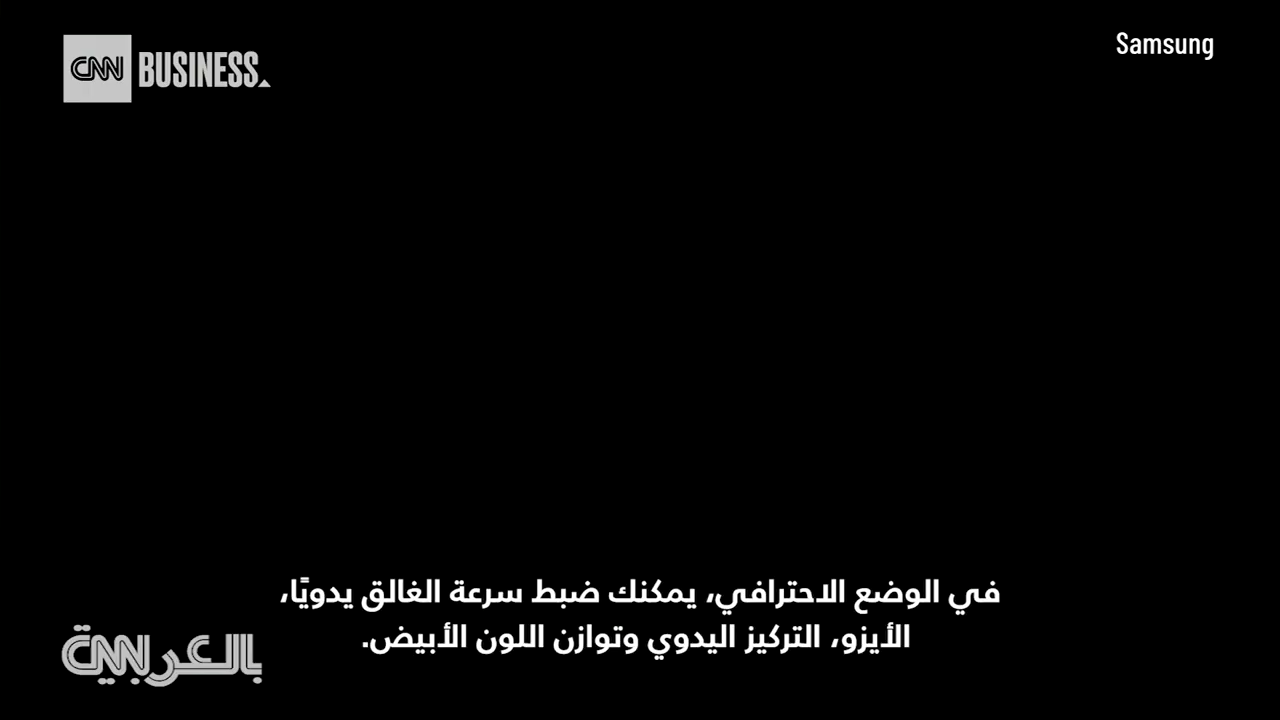 CNN BUSINESS
Samsung
في الوضع الاحترافي، يمكنك ضبط سرعة الغالق يدويًا،
الأيزو، التركيز اليدوي وتوازن اللون الأبيض.
CNN بالعربية